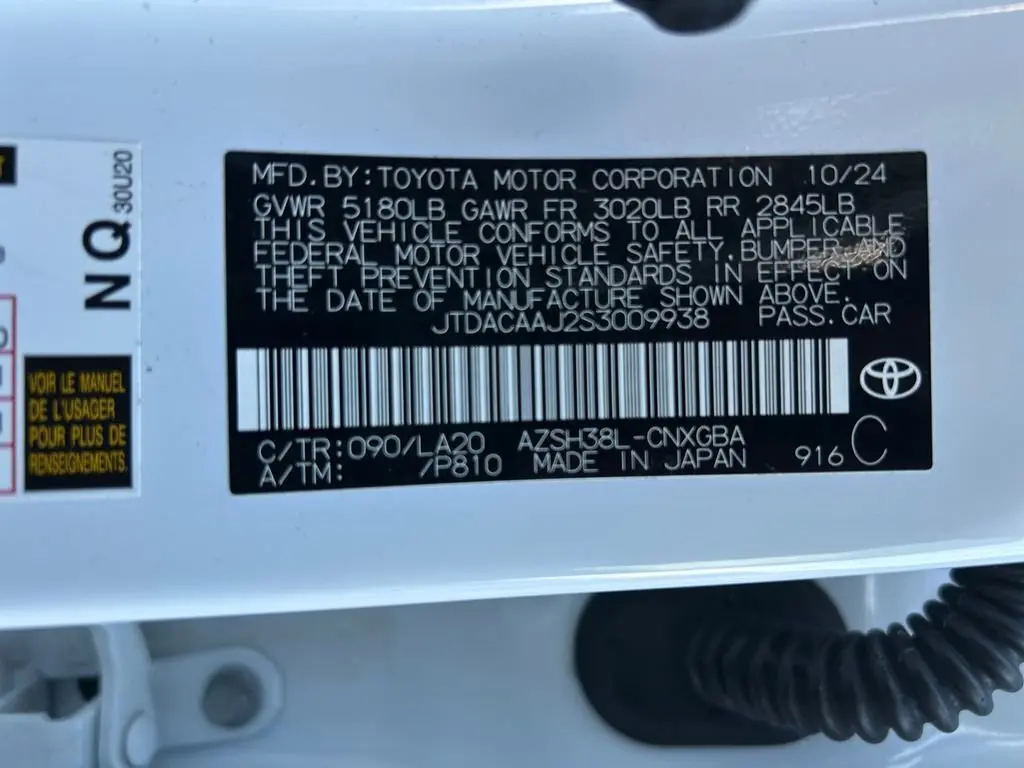 MFD.BY:TOYOTA MOTOR CORPORATION 10/24
GVWR 5180LB GAWR FR 3020LB RR 2845LB
THIS VEHICLE CONFORMS TO ALL APPLICABLE
FEDERAL MOTOR VEHICLE SAFETY,BUMPER,AND
THEFT PREVENTION STANDARDS IN EFFECT ON
THE DATE OF MANUFACTURE SHOWN ABOVE.
JTDACAAJ2S3009938 PASS.CAR
C/TR:090/LA20 AZSH38L-CNXGBA
A/TM: /P810 MADE IN JAPAN 916 C
NQ
30U20
VOIR LE MANUEL
DE L'USAGER
POUR PLUS DE
RENSEIGNEMENTS.